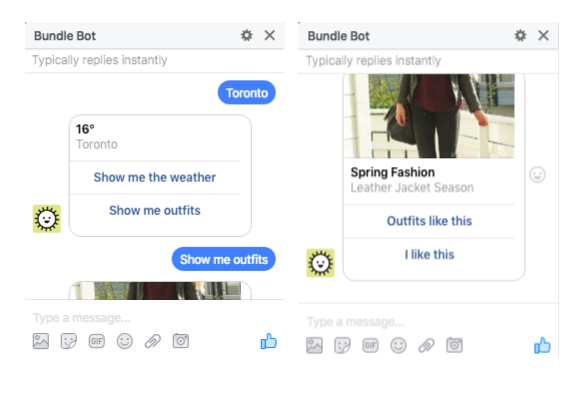 Bundle Bot
Typically replies instantly
Toronto
16°
Toronto
Show me the weather
Show me outfits
Show me outfits
Type a message...
GIF
Bundle Bot
Typically replies instantly
Spring Fashion
Leather Jacket Season
Outfits like this
I like this
Type a message...
GIF